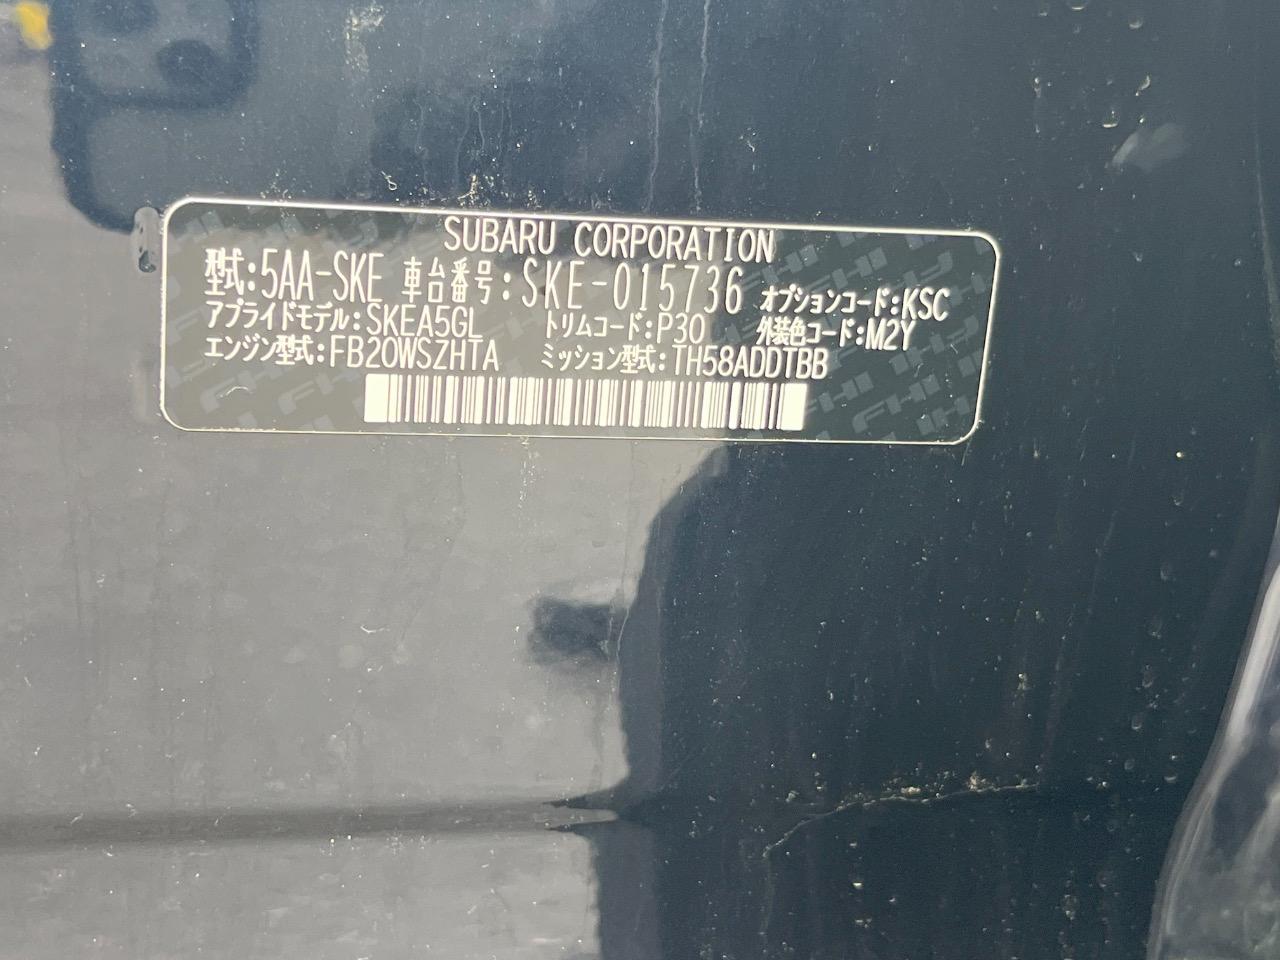 SUBARU CORPORATION
型式:5AA-SKE 車台番号:SKE-015736 オプションコード:KSC
アプライドモデル:SKEA5GL トリムコード:P30 外装色コード:M2Y
エンジン型式:FB20WSZHTA ミッション型式:TH58ADDTBB